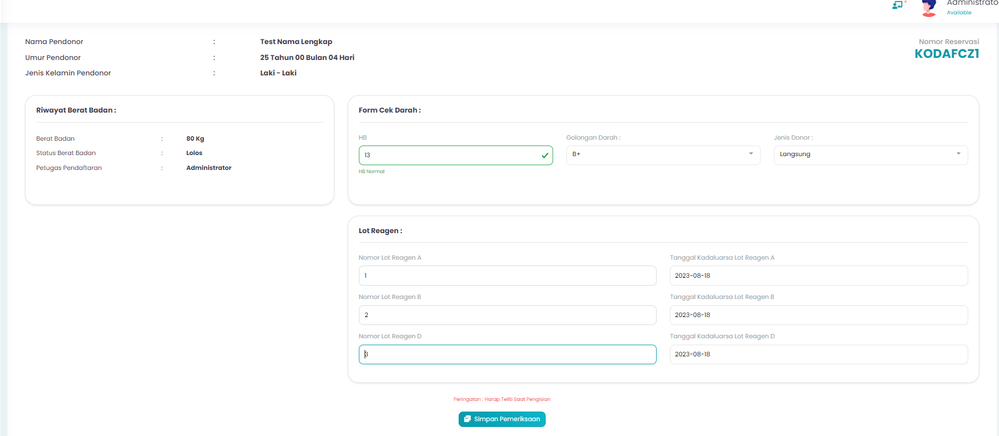 Administrato
Available
Nama Pendonor : Test Nama Lengkap
Umur Pendonor : 25 Tahun 00 Bulan 04 Hari
Jenis Kelamin Pendonor : Laki - Laki
Nomor Reservasi
KODAFCZ1
Riwayat Berat Badan :
Berat Badan : 80 Kg
Status Berat Badan : Lolos
Petugas Pendaftaran : Administrator
Form Cek Darah :
HB
13
HB Normal
Golongan Darah :
B+
Jenis Donor :
Langsung
Lot Reagen :
Nomor Lot Reagen A
1
Tanggal Kadaluarsa Lot Reagen A
2023-08-18
Nomor Lot Reagen B
2
Tanggal Kadaluarsa Lot Reagen B
2023-08-18
Nomor Lot Reagen D
3
Tanggal Kadaluarsa Lot Reagen D
2023-08-18
Peringatan : Harap Teliti Saat Pengisian
Simpan Pemeriksaan